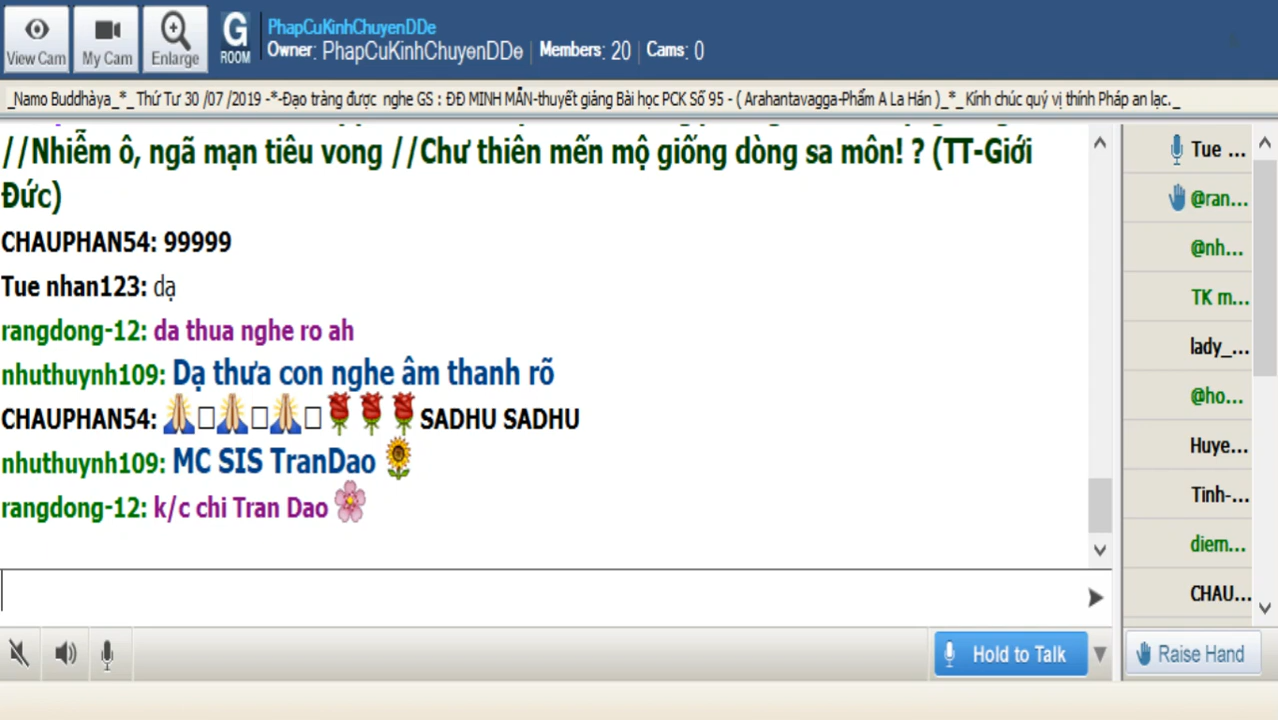 View Cam
My Cam
Enlarge
G
ROOM
PhapCuKinhChuyenDDe
Owner: PhapCuKinhChuyenDDe | Members: 20 | Cams: 0
_Namo Buddhàya_*_ Thứ Tư 30 /07 /2019 -*-Đạo tràng được nghe GS : ĐĐ MINH MẪN-thuyết giảng Bài học PCK Số 95 - ( Arahantavagga-Phẩm A La Hán )_*_ Kính chúc quý vị thính Pháp an lạc._
//Nhiễm ô, ngã mạn tiêu vong //Chư thiên mến mộ giống dòng sa môn! ? (TT-Giới
Đức)
CHAUPHAN54: 99999
Tue nhan123: dạ
rangdong-12: da thua nghe ro ah
nhuthuynh109: Dạ thưa con nghe âm thanh rõ
CHAUPHAN54: 🙏🏼□🙏🏼□🙏🏼□🌹🌹🌹SADHU SADHU
nhuthuynh109: MC SIS TranDao 🌻
rangdong-12: k/c chi Tran Dao 🌸
Tue ...
@ran...
@nh...
TK m...
lady_...
@ho...
Huye...
Tinh-...
diem...
CHAU...
Hold to Talk
Raise Hand